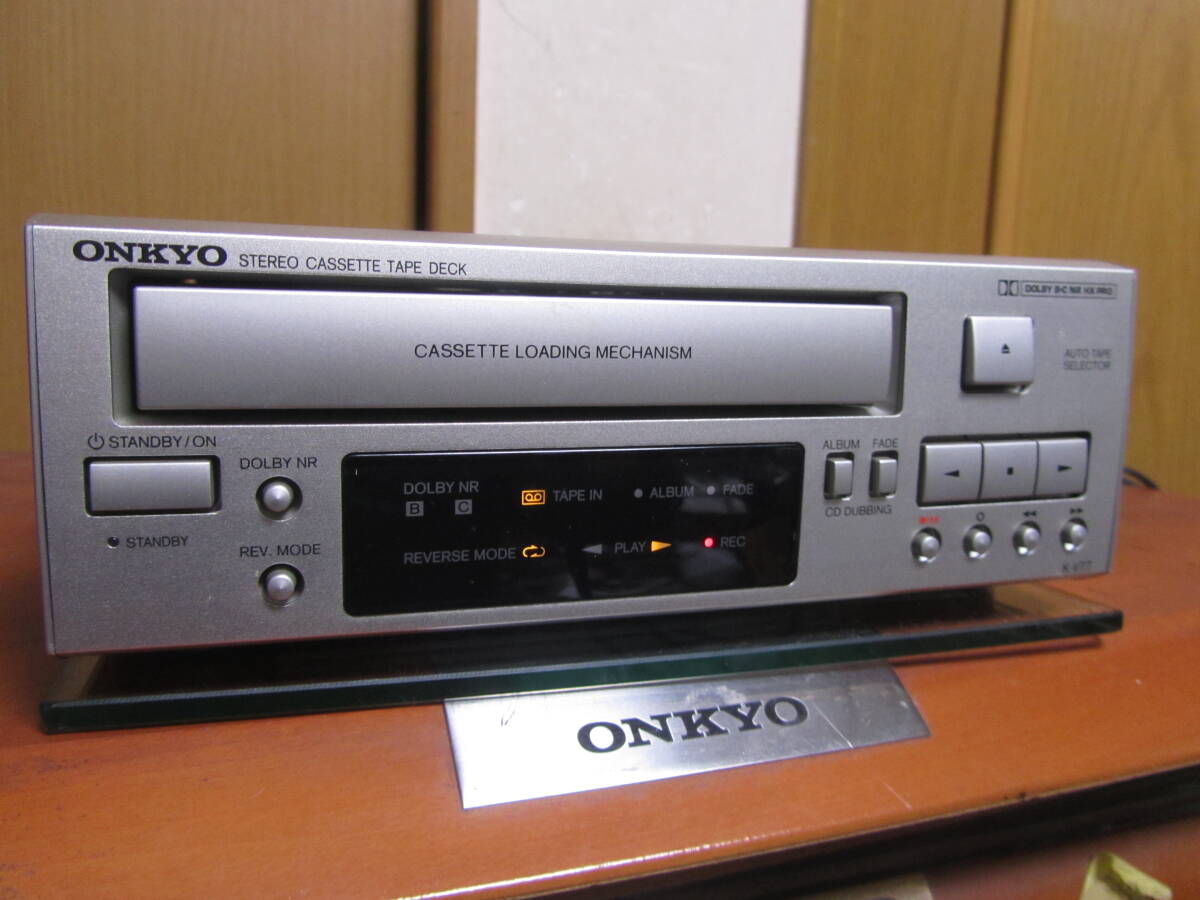 ONKYO STEREO CASSETTE TAPE DECK
DOLBY B·C NR HX PRO
CASSETTE LOADING MECHANISM
AUTO TAPE
SELECTOR
STANDBY/ON
DOLBY NR
STANDBY
REV. MODE
DOLBY NR
B C
TAPE IN
ALBUM
FADE
REVERSE MODE
PLAY
REC
ALBUM FADE
CD DUBBING
ONKYO